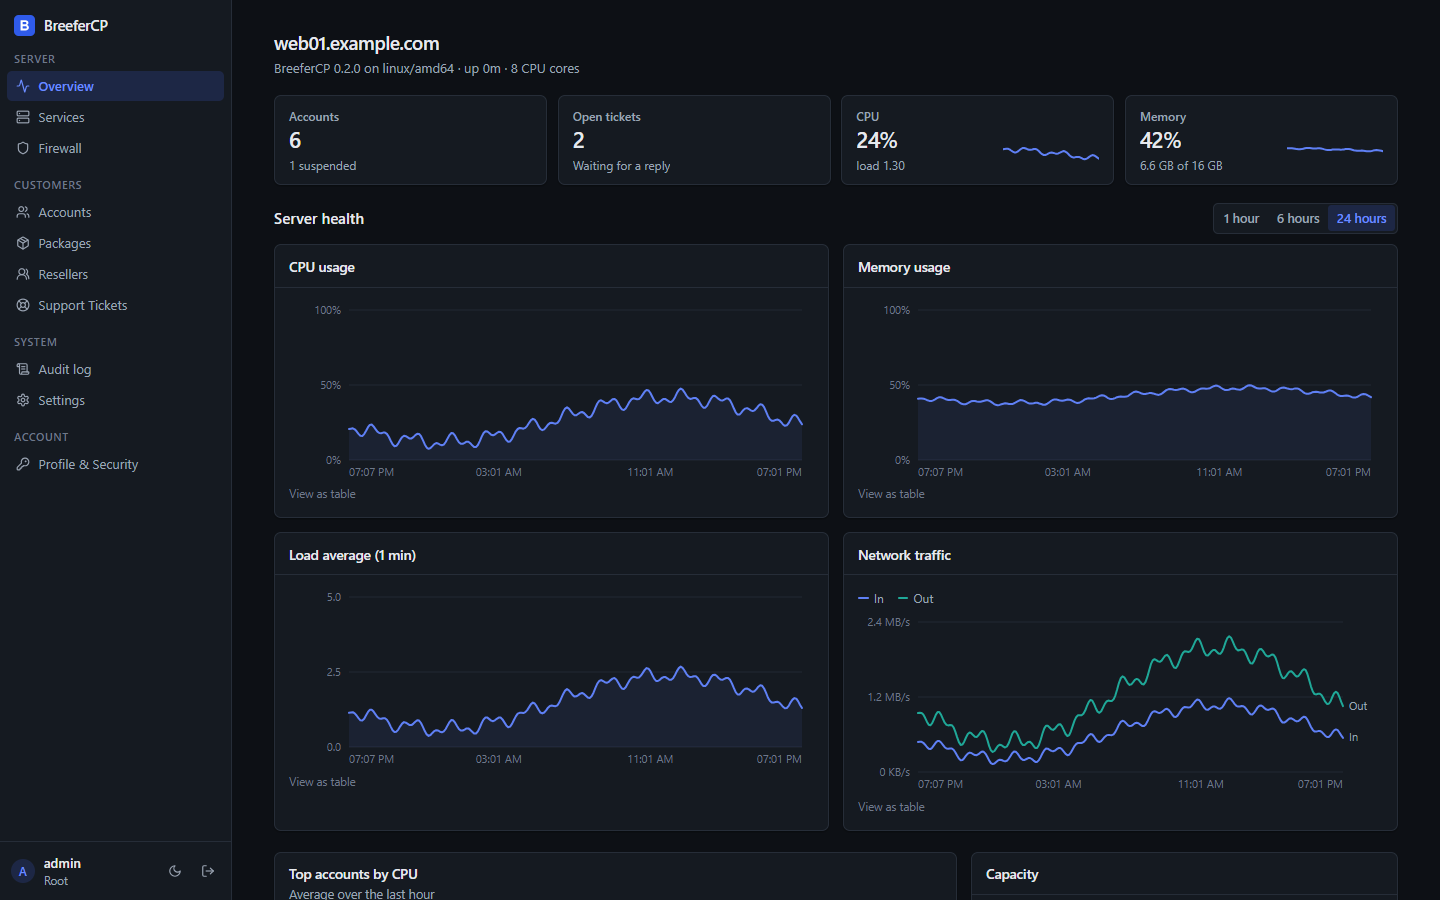 B BreeferCP
SERVER
Overview
Services
Firewall
CUSTOMERS
Accounts
Packages
Resellers
Support Tickets
SYSTEM
Audit log
Settings
ACCOUNT
Profile & Security
A admin
Root
web01.example.com
BreeferCP 0.2.0 on linux/amd64 · up 0m · 8 CPU cores
Accounts
6
1 suspended
Open tickets
2
Waiting for a reply
CPU
24%
load 1.30
Memory
42%
6.6 GB of 16 GB
Server health
1 hour 6 hours 24 hours
CPU usage
100%
50%
0%
07:07 PM 03:01 AM 11:01 AM 07:01 PM
View as table
Memory usage
100%
50%
0%
07:07 PM 03:01 AM 11:01 AM 07:01 PM
View as table
Load average (1 min)
5.0
2.5
0.0
07:07 PM 03:01 AM 11:01 AM 07:01 PM
View as table
Network traffic
In Out
2.4 MB/s
1.2 MB/s
Out
In
0 KB/s
07:07 PM 03:01 AM 11:01 AM 07:01 PM
View as table
Top accounts by CPU
Average over the last hour
Capacity